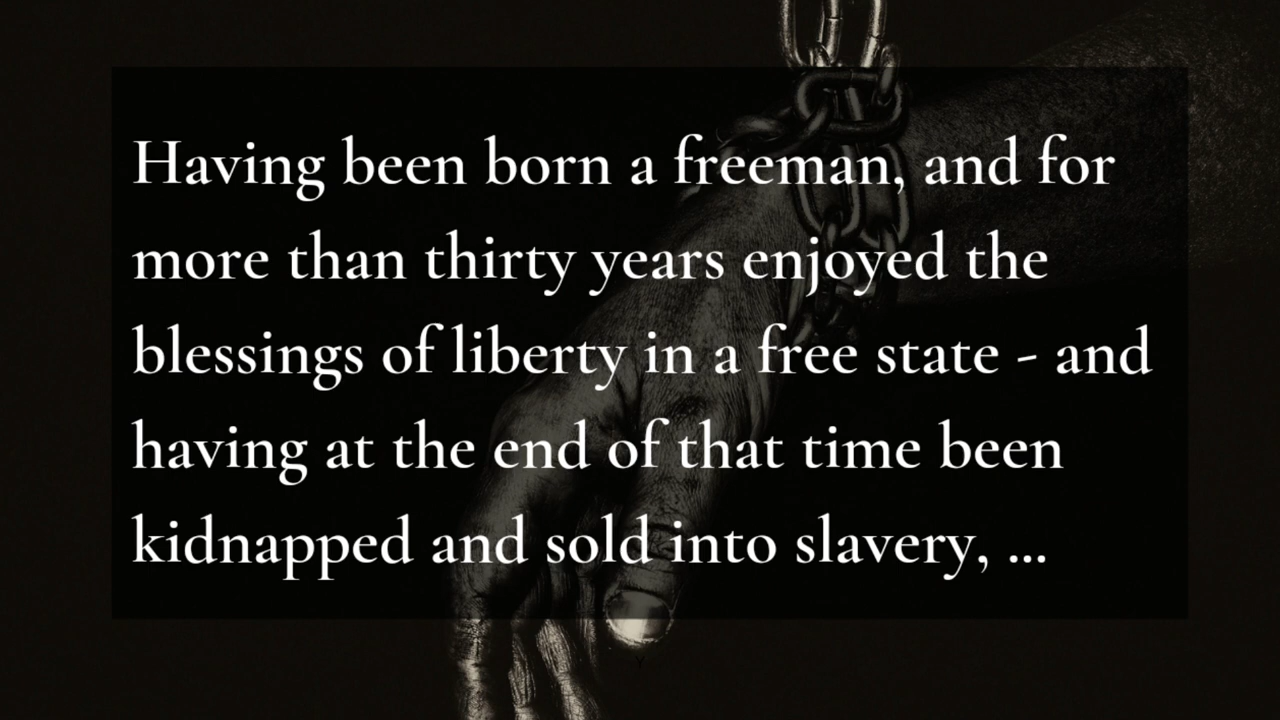 Having been born a freeman, and for
more than thirty years enjoyed the
blessings of liberty in a free state - and
having at the end of that time been
kidnapped and sold into slavery, ...